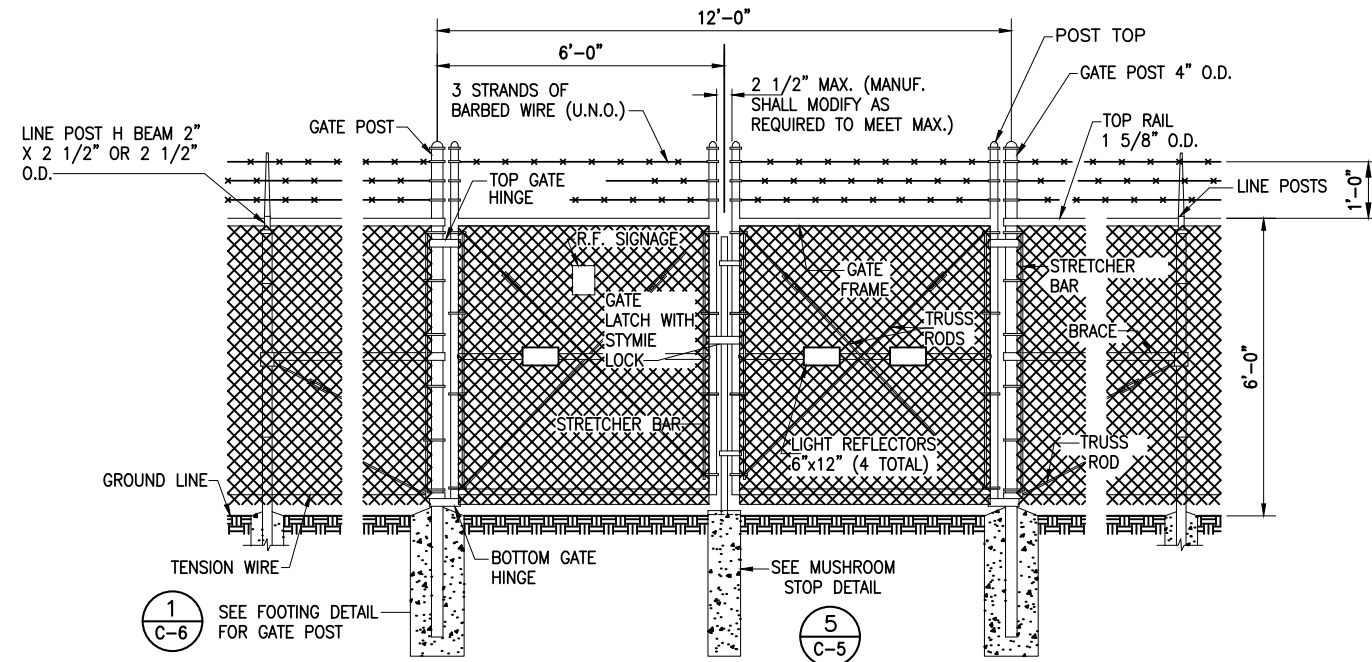 12'-0"
6'-0"
POST TOP
GATE POST 4" O.D.
3 STRANDS OF
BARBED WIRE (U.N.O.)
2 1/2" MAX. (MANUF.
SHALL MODIFY AS
REQUIRED TO MEET MAX.)
LINE POST H BEAM 2"
X 2 1/2" OR 2 1/2"
O.D.
GATE POST
TOP RAIL
1 5/8" O.D.
TOP GATE
HINGE
LINE POSTS
1'-0"
R.F. SIGNAGE
GATE
FRAME
STRETCHER
BAR
GATE
LATCH WITH
STYMIE
LOCK
TRUSS
RODS
BRACE
6'-0"
STRETCHER BAR
LIGHT REFLECTORS
6"x12" (4 TOTAL)
TRUSS
ROD
GROUND LINE
TENSION WIRE
BOTTOM GATE
HINGE
SEE MUSHROOM
STOP DETAIL
1
C-6
SEE FOOTING DETAIL
FOR GATE POST
5
C-5